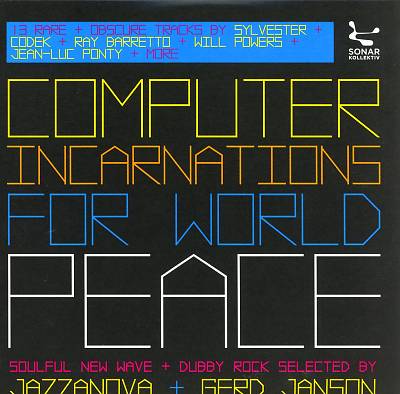 13 RARE + OBSCURE TRACKS BY SYLVESTER +
CODEK + RAY BARRETTO + WILL POWERS +
JEAN-LUC PONTY + MORE
SONAR
KOLLEKTIV
COMPUTER
INCARNATIONS
FOR WORLD
PEACE
SOULFUL NEW WAVE + DUBBY ROCK SELECTED BY
JAZZANOVA + GERD JANSON